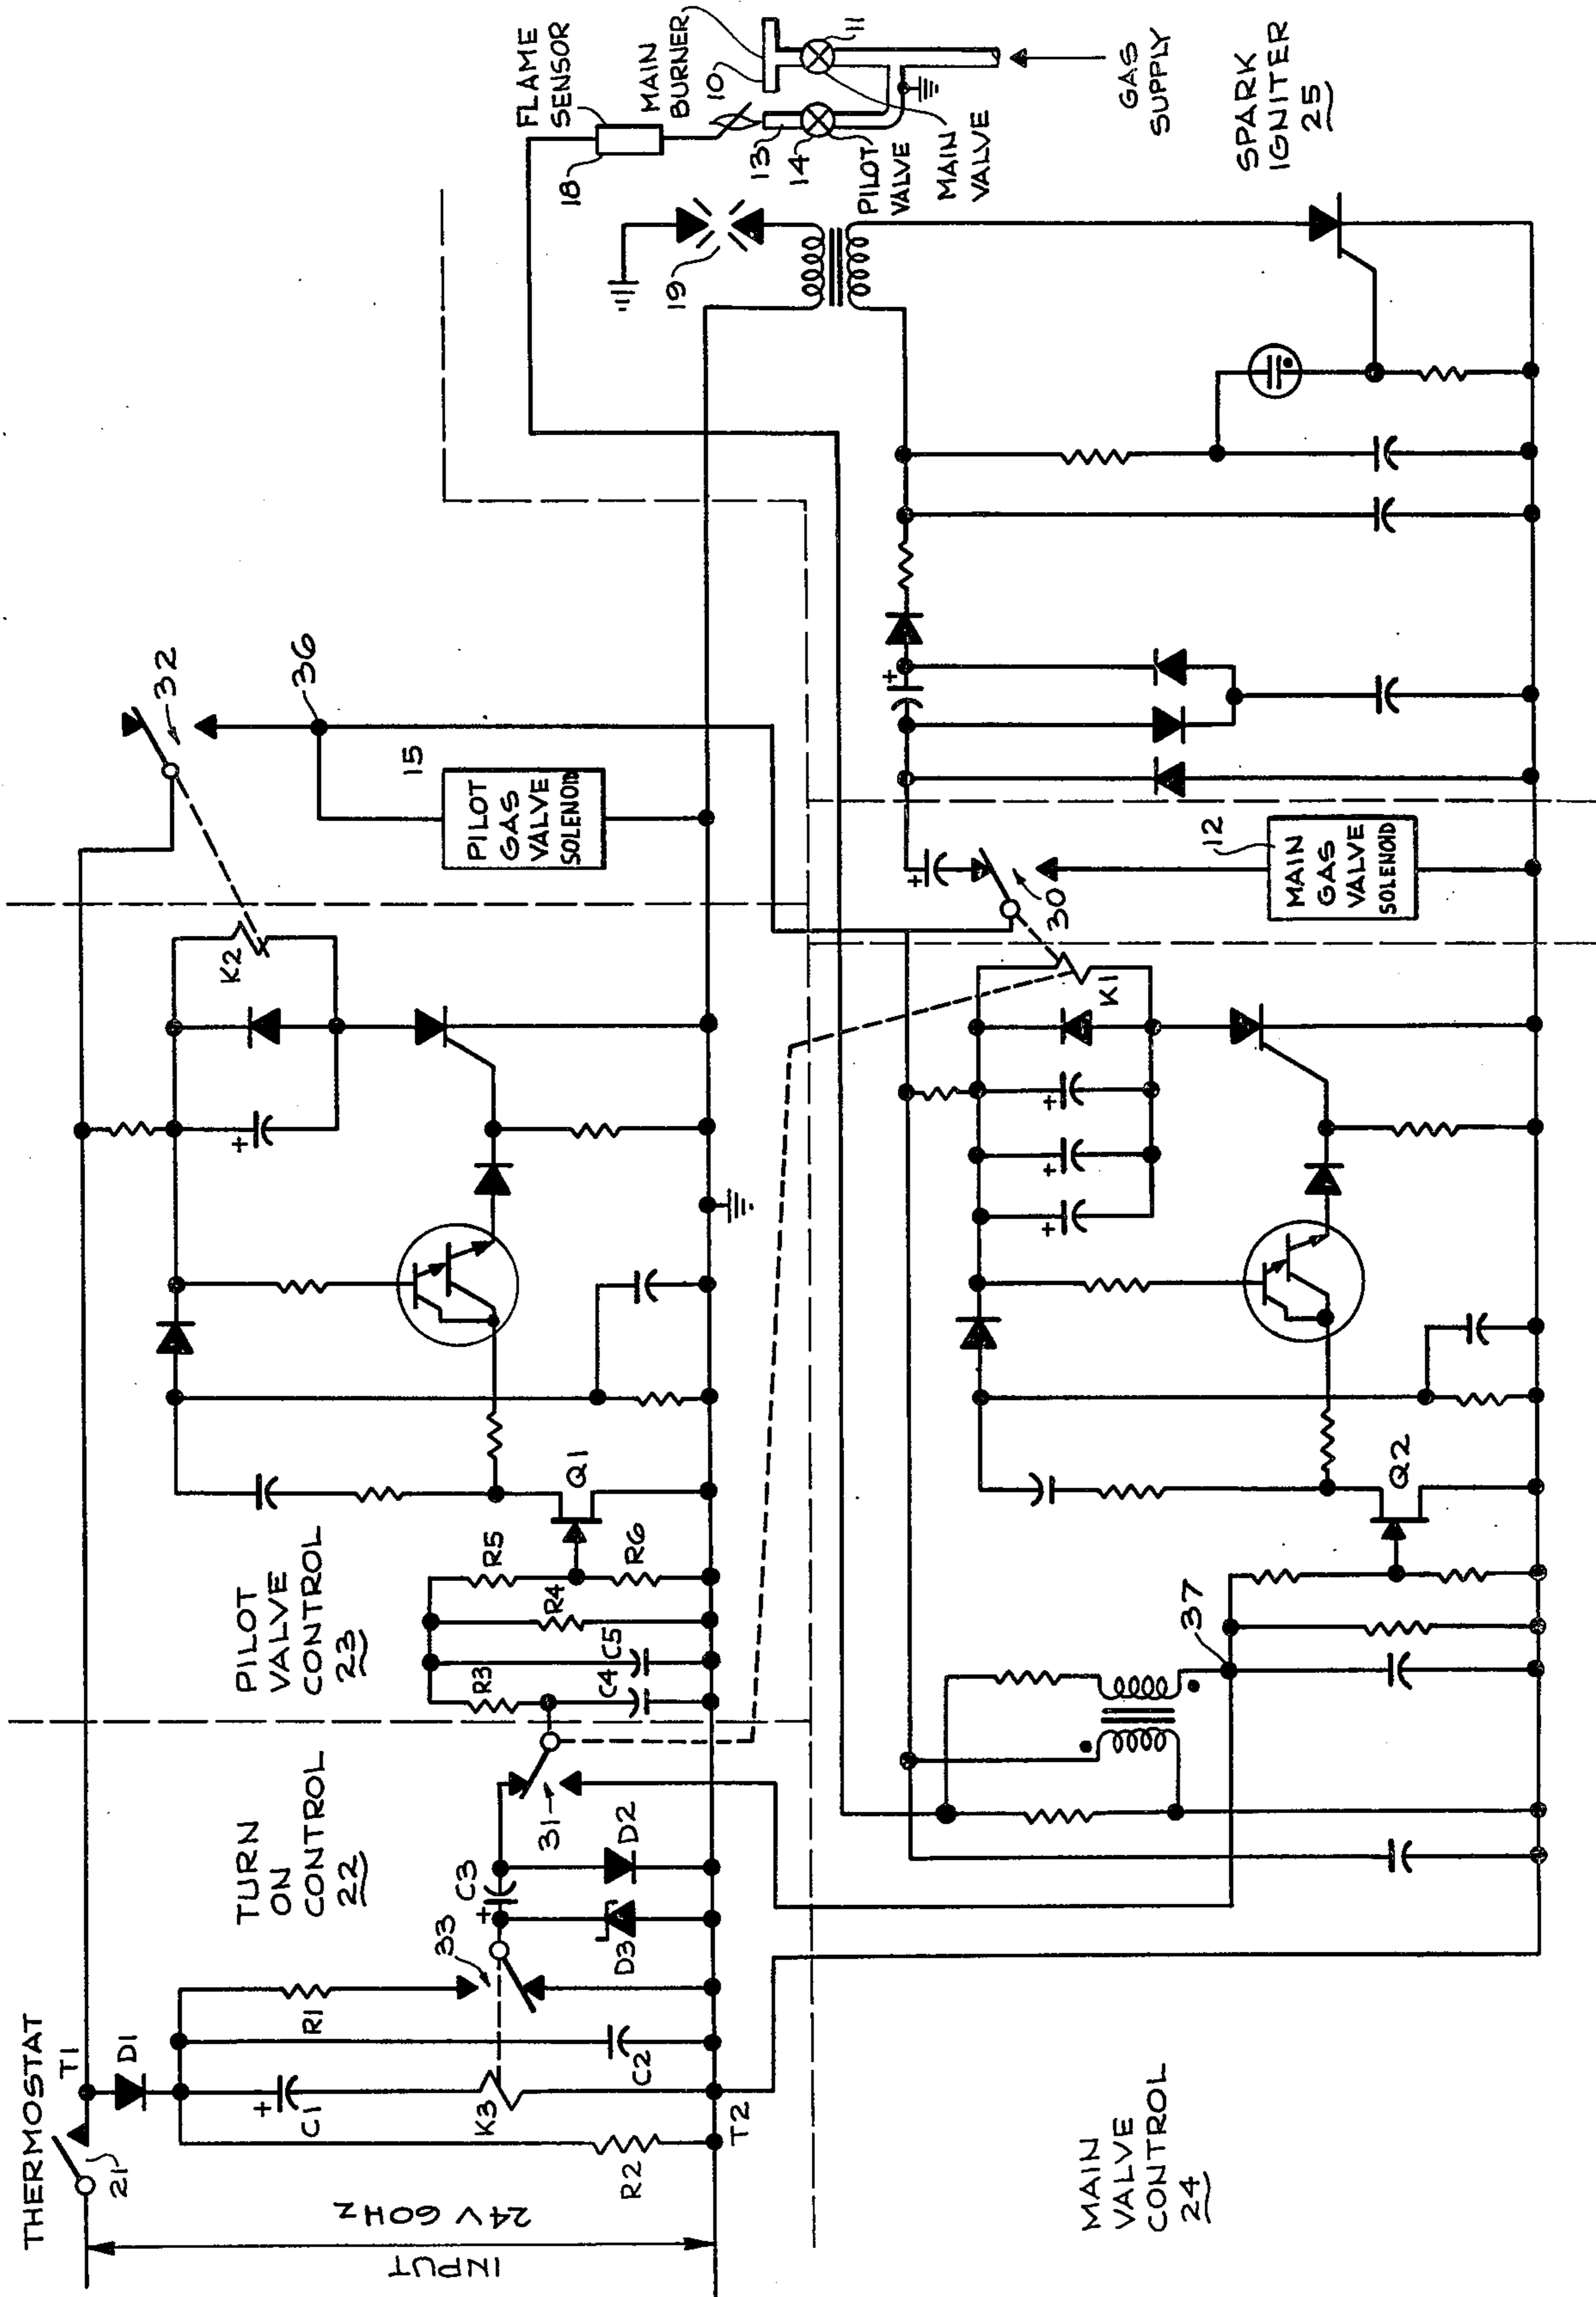 THERMOSTAT
21
T1
D1
INPUT
24V 60HZ
R2
T2
C1
K3
C2
R1
33
D3
C3
D2
31
TURN
ON
CONTROL
22
PILOT
VALVE
CONTROL
23
R3
C4
C5
R4
R5
R6
Q1
K2
32
36
15
PILOT
GAS
VALVE
SOLENOID
FLAME
SENSOR
18
19
MAIN
BURNER
10
11
13
14
PILOT
VALVE
MAIN
VALVE
GAS
SUPPLY
SPARK
IGNITER
25
MAIN
VALVE
CONTROL
24
37
Q2
K1
30
12
MAIN
GAS
VALVE
SOLENOID
+
+
+
+
+
+
+
+